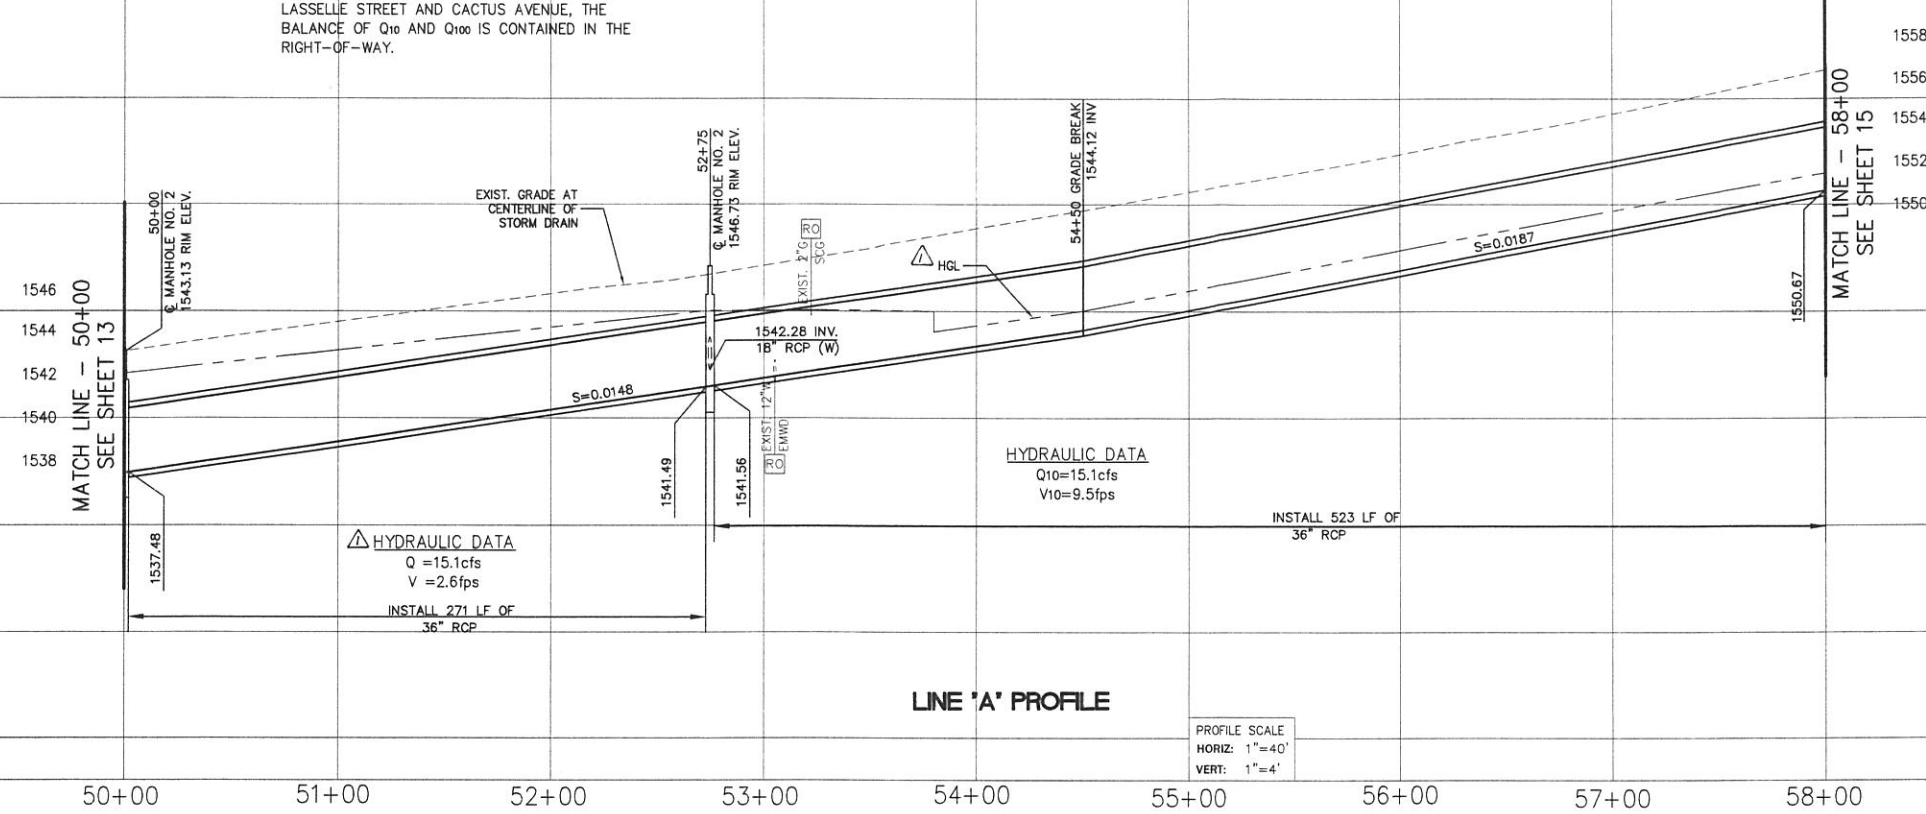 LASSELLE STREET AND CACTUS AVENUE, THE
BALANCE OF Q10 AND Q100 IS CONTAINED IN THE
RIGHT-OF-WAY.
1558
1556
1554
1552
1550
1546
1544
1542
1540
1538
MATCH LINE - 50+00
SEE SHEET 13
50+00
℄ MANHOLE NO. 2
1543.13 RIM ELEV.
EXIST. GRADE AT
CENTERLINE OF
STORM DRAIN
52+75
℄ MANHOLE NO. 2
1546.73 RIM ELEV.
EXIST. 2"G
RO
SCG
1 HGL
54+50 GRADE BREAK
1544.12 INV
MATCH LINE - 58+00
SEE SHEET 15
S=0.0187
1550.67
1542.28 INV.
18" RCP (W)
S=0.0148
EXIST. 12"W
EMWD
RO
1541.49
1541.56
1537.48
HYDRAULIC DATA
Q10=15.1cfs
V10=9.5fps
INSTALL 523 LF OF
36" RCP
1 HYDRAULIC DATA
Q =15.1cfs
V =2.6fps
INSTALL 271 LF OF
36" RCP
LINE "A" PROFILE
PROFILE SCALE
HORIZ: 1"=40'
VERT: 1"=4'
50+00 51+00 52+00 53+00 54+00 55+00 56+00 57+00 58+00